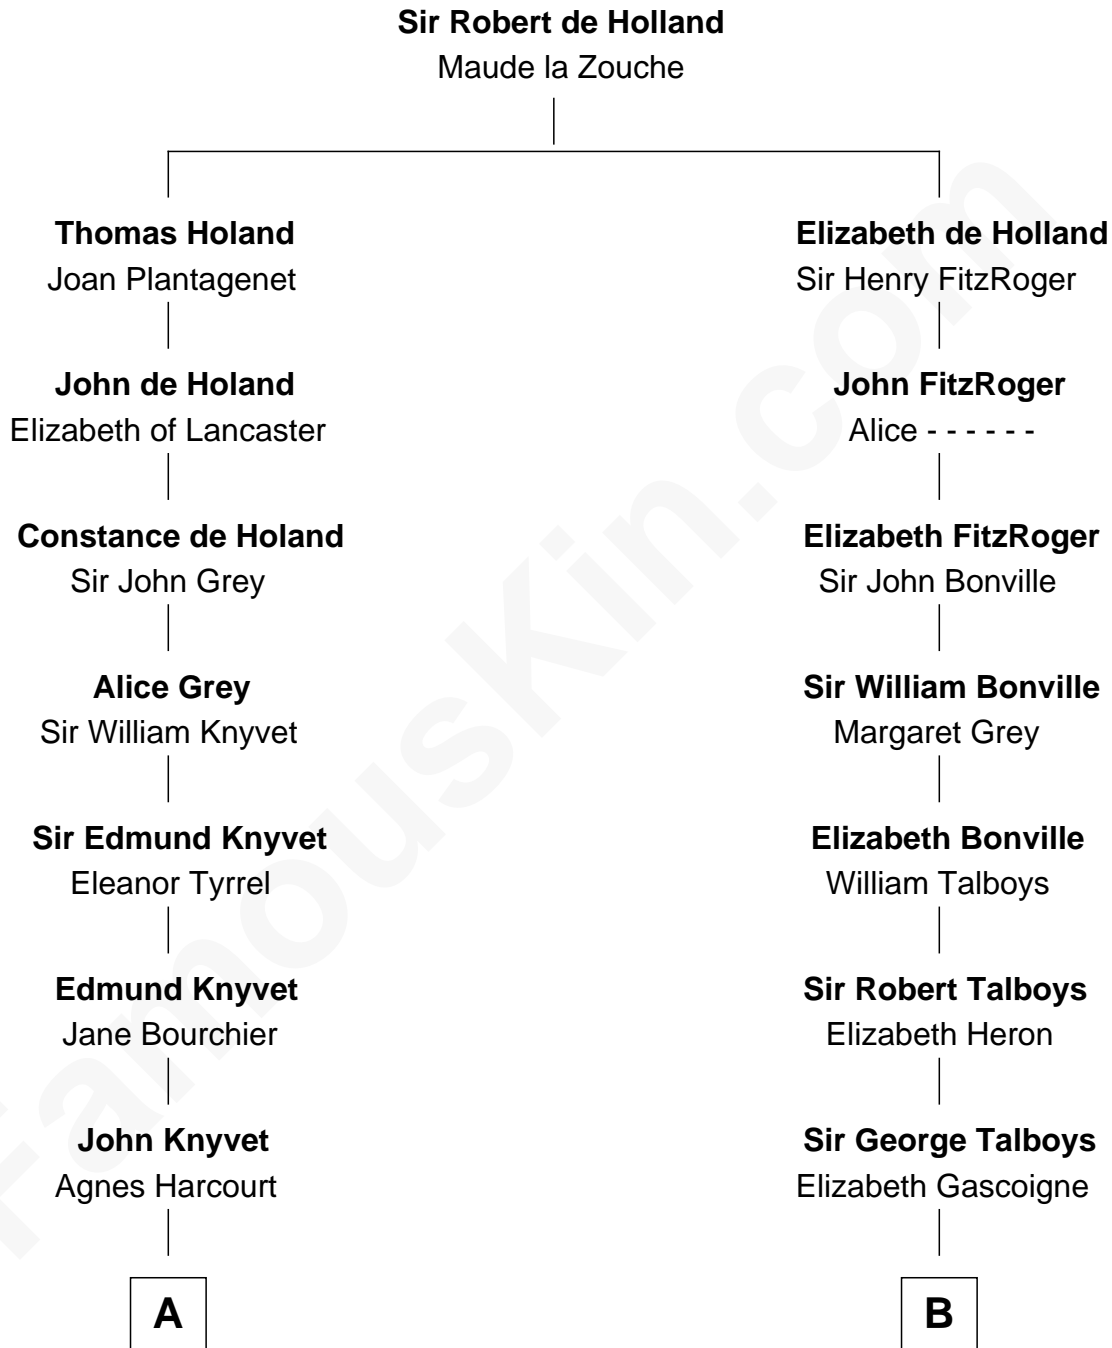 Sir Robert de Holland
Maude la Zouche
Thomas Holand
Joan Plantagenet
John de Holand
Elizabeth of Lancaster
Constance de Holand
Sir John Grey
Alice Grey
Sir William Knyvet
Sir Edmund Knyvet
Eleanor Tyrrel
Edmund Knyvet
Jane Bourchier
John Knyvet
Agnes Harcourt
A
Elizabeth de Holland
Sir Henry FitzRoger
John FitzRoger
Alice - - - - - -
Elizabeth FitzRoger
Sir John Bonville
Sir William Bonville
Margaret Grey
Elizabeth Bonville
William Talboys
Sir Robert Talboys
Elizabeth Heron
Sir George Talboys
Elizabeth Gascoigne
B
FamousKin.com